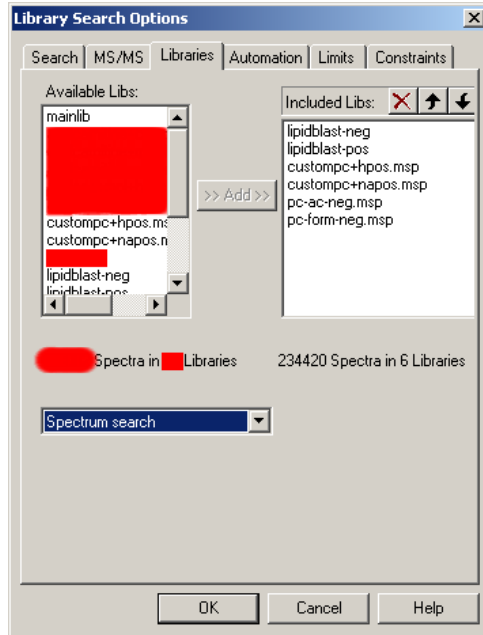 Library Search Options
Search MS/MS Libraries Automation Limits Constraints
Available Libs:
mainlib
custompc+hpos.ms
custompc+napos.n
lipidblast-neg
lipidblast-pos
>> Add >>
Included Libs:
lipidblast-neg
lipidblast-pos
custompc+hpos.msp
custompc+napos.msp
pc-ac-neg.msp
pc-form-neg.msp
Spectra in Libraries
234420 Spectra in 6 Libraries
Spectrum search
OK Cancel Help